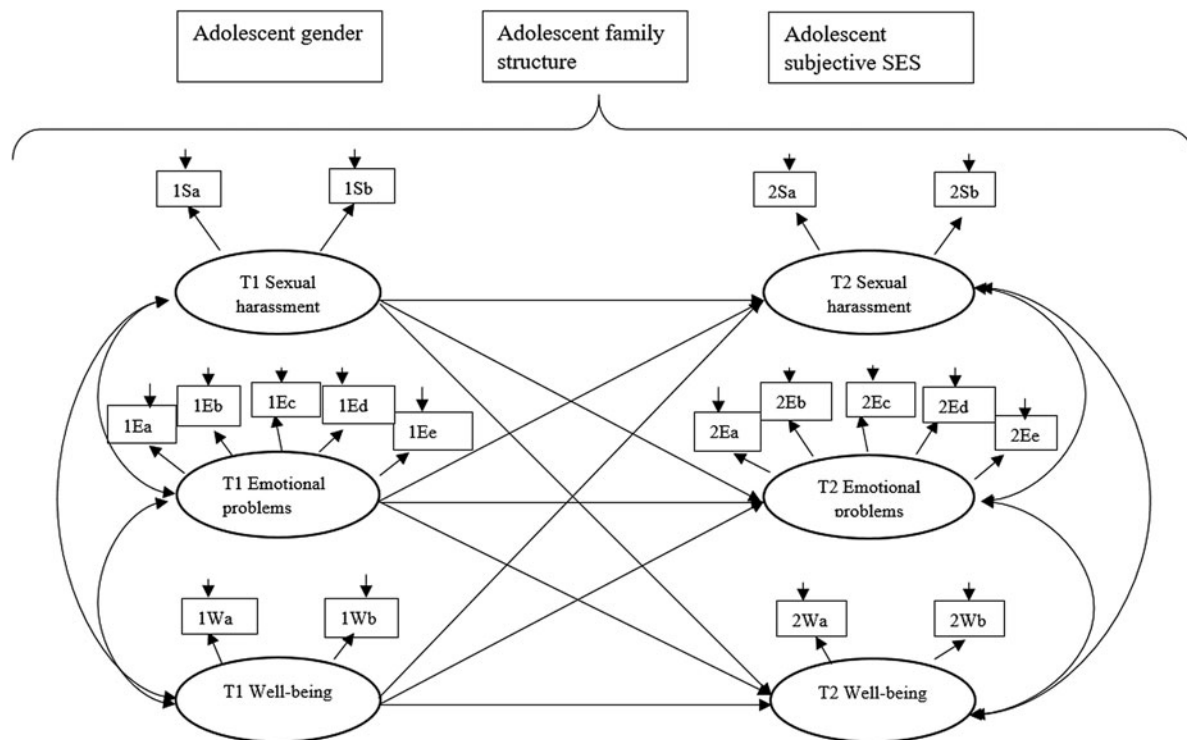 Adolescent gender
Adolescent family
structure
Adolescent
subjective SES
1Sa
1Sb
2Sa
2Sb
T1 Sexual
harassment
T2 Sexual
harassment
1Ea
1Eb
1Ec
1Ed
1Ee
2Ea
2Eb
2Ec
2Ed
2Ee
T1 Emotional
problems
T2 Emotional
problems
1Wa
1Wb
2Wa
2Wb
T1 Well-being
T2 Well-being